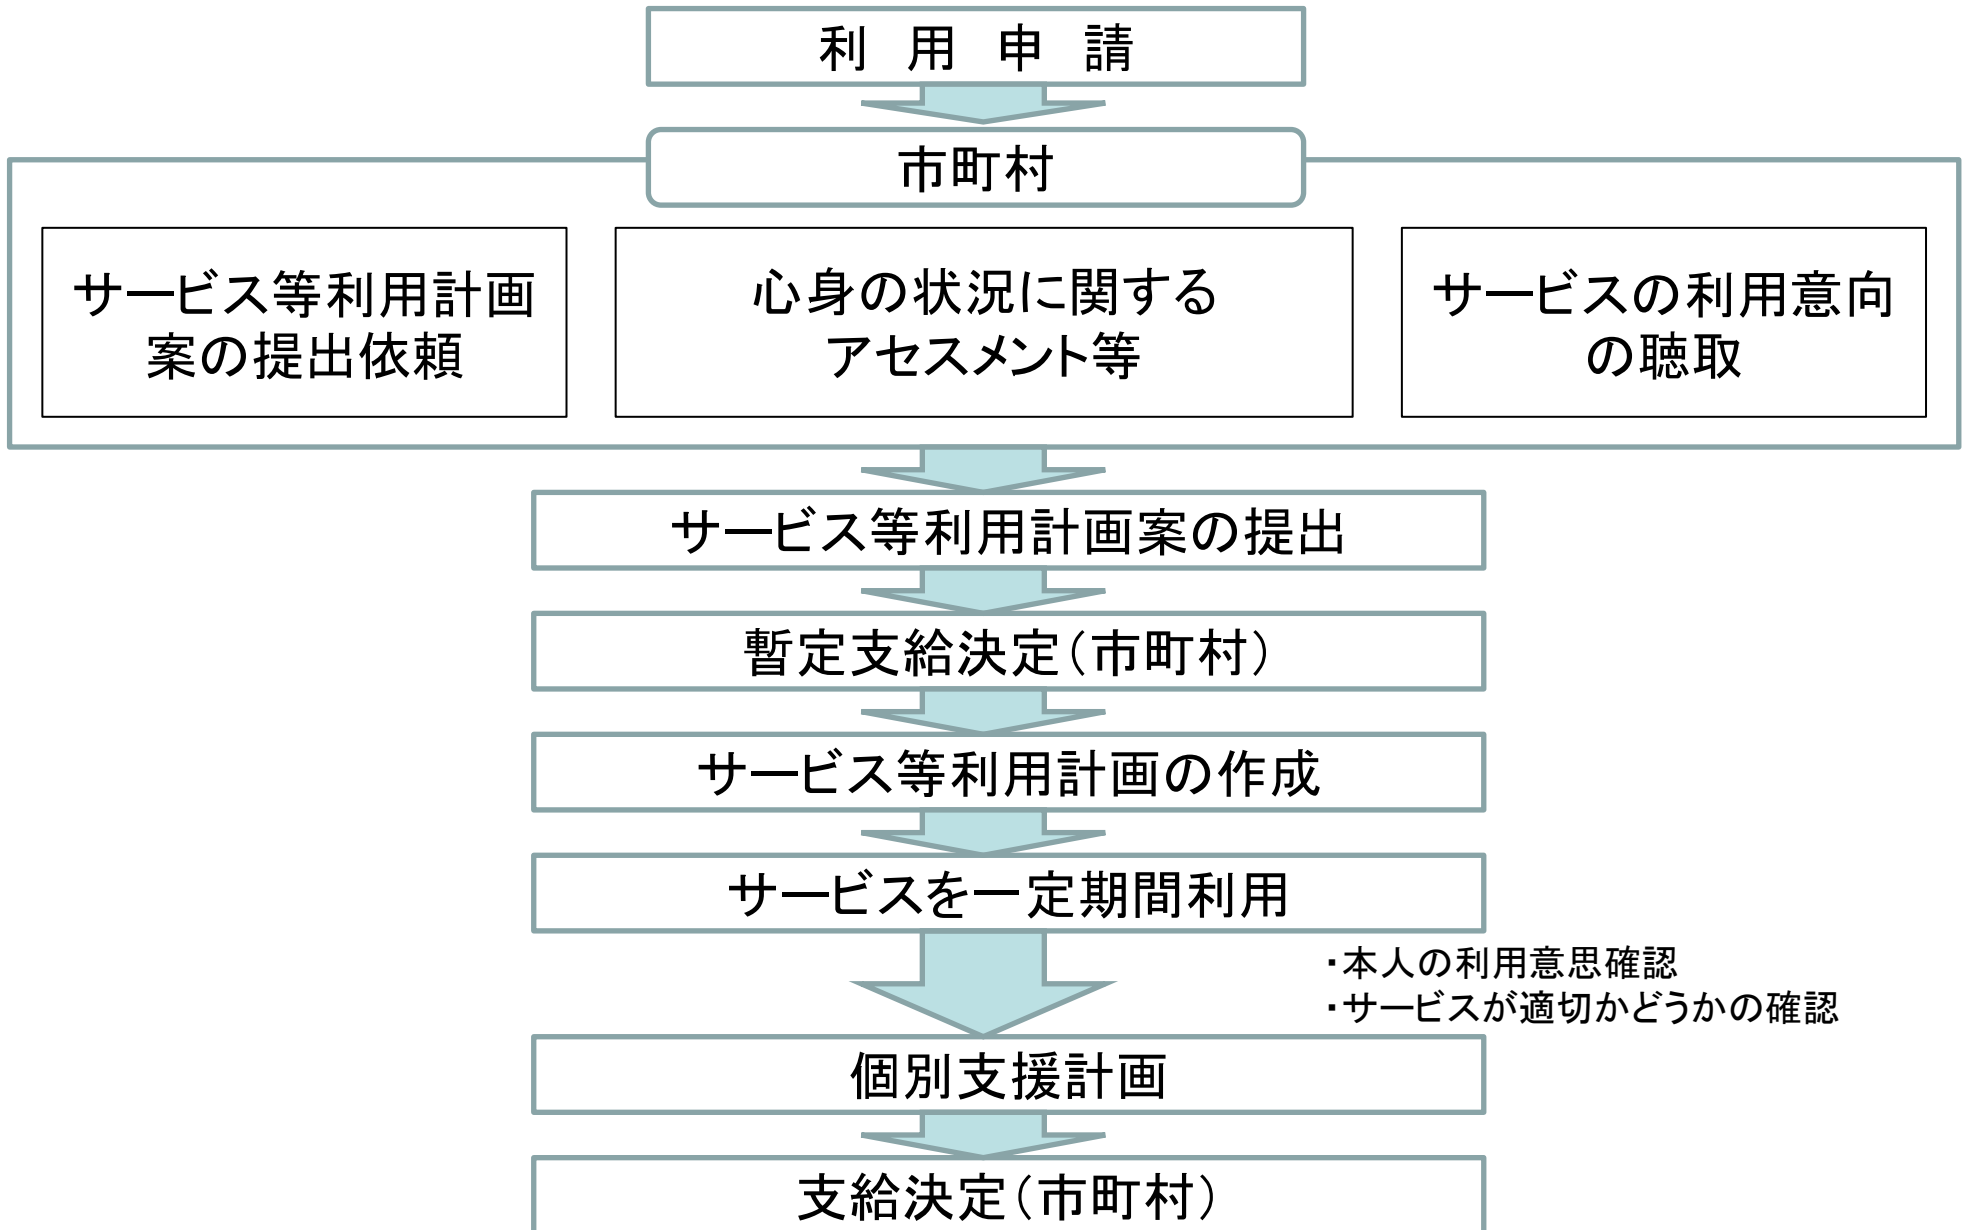 利　用　申　請
市町村
サービス等利用計画
案の提出依頼
心身の状況に関する
アセスメント等
サービスの利用意向
の聴取
サービス等利用計画案の提出
暫定支給決定（市町村）
サービス等利用計画の作成
サービスを一定期間利用
・本人の利用意思確認
・サービスが適切かどうかの確認
個別支援計画
支給決定（市町村）